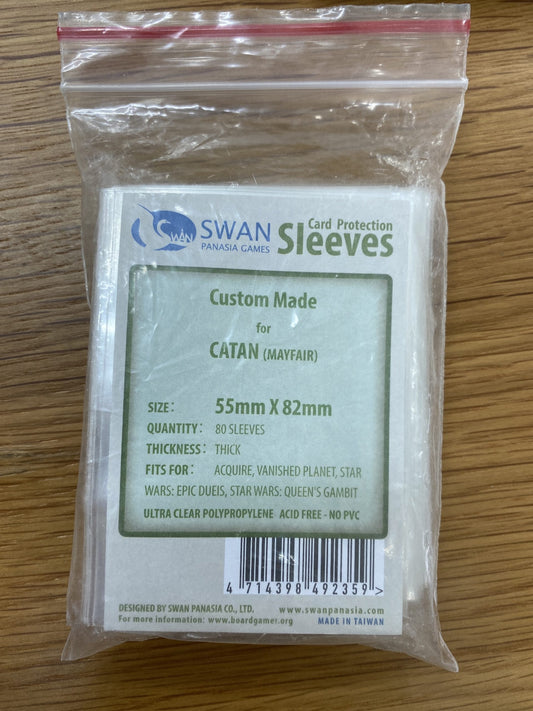 SWAN
SWAN
PANASIA GAMES
Card Protection
Sleeves
Custom Made
for
CATAN (MAYFAIR)
SIZE: 55mm X 82mm
QUANTITY: 80 SLEEVES
THICKNESS: THICK
FITS FOR: ACQUIRE, VANISHED PLANET, STAR
WARS: EPIC DUEIS, STAR WARS: QUEEN'S GAMBIT
ULTRA CLEAR POLYPROPYLENE ACID FREE - NO PVC
4 714398 492359 >
DESIGNED BY SWAN PANASIA CO., LTD. www.swanpanasia.com
For more information: www.boardgamer.org MADE IN TAIWAN